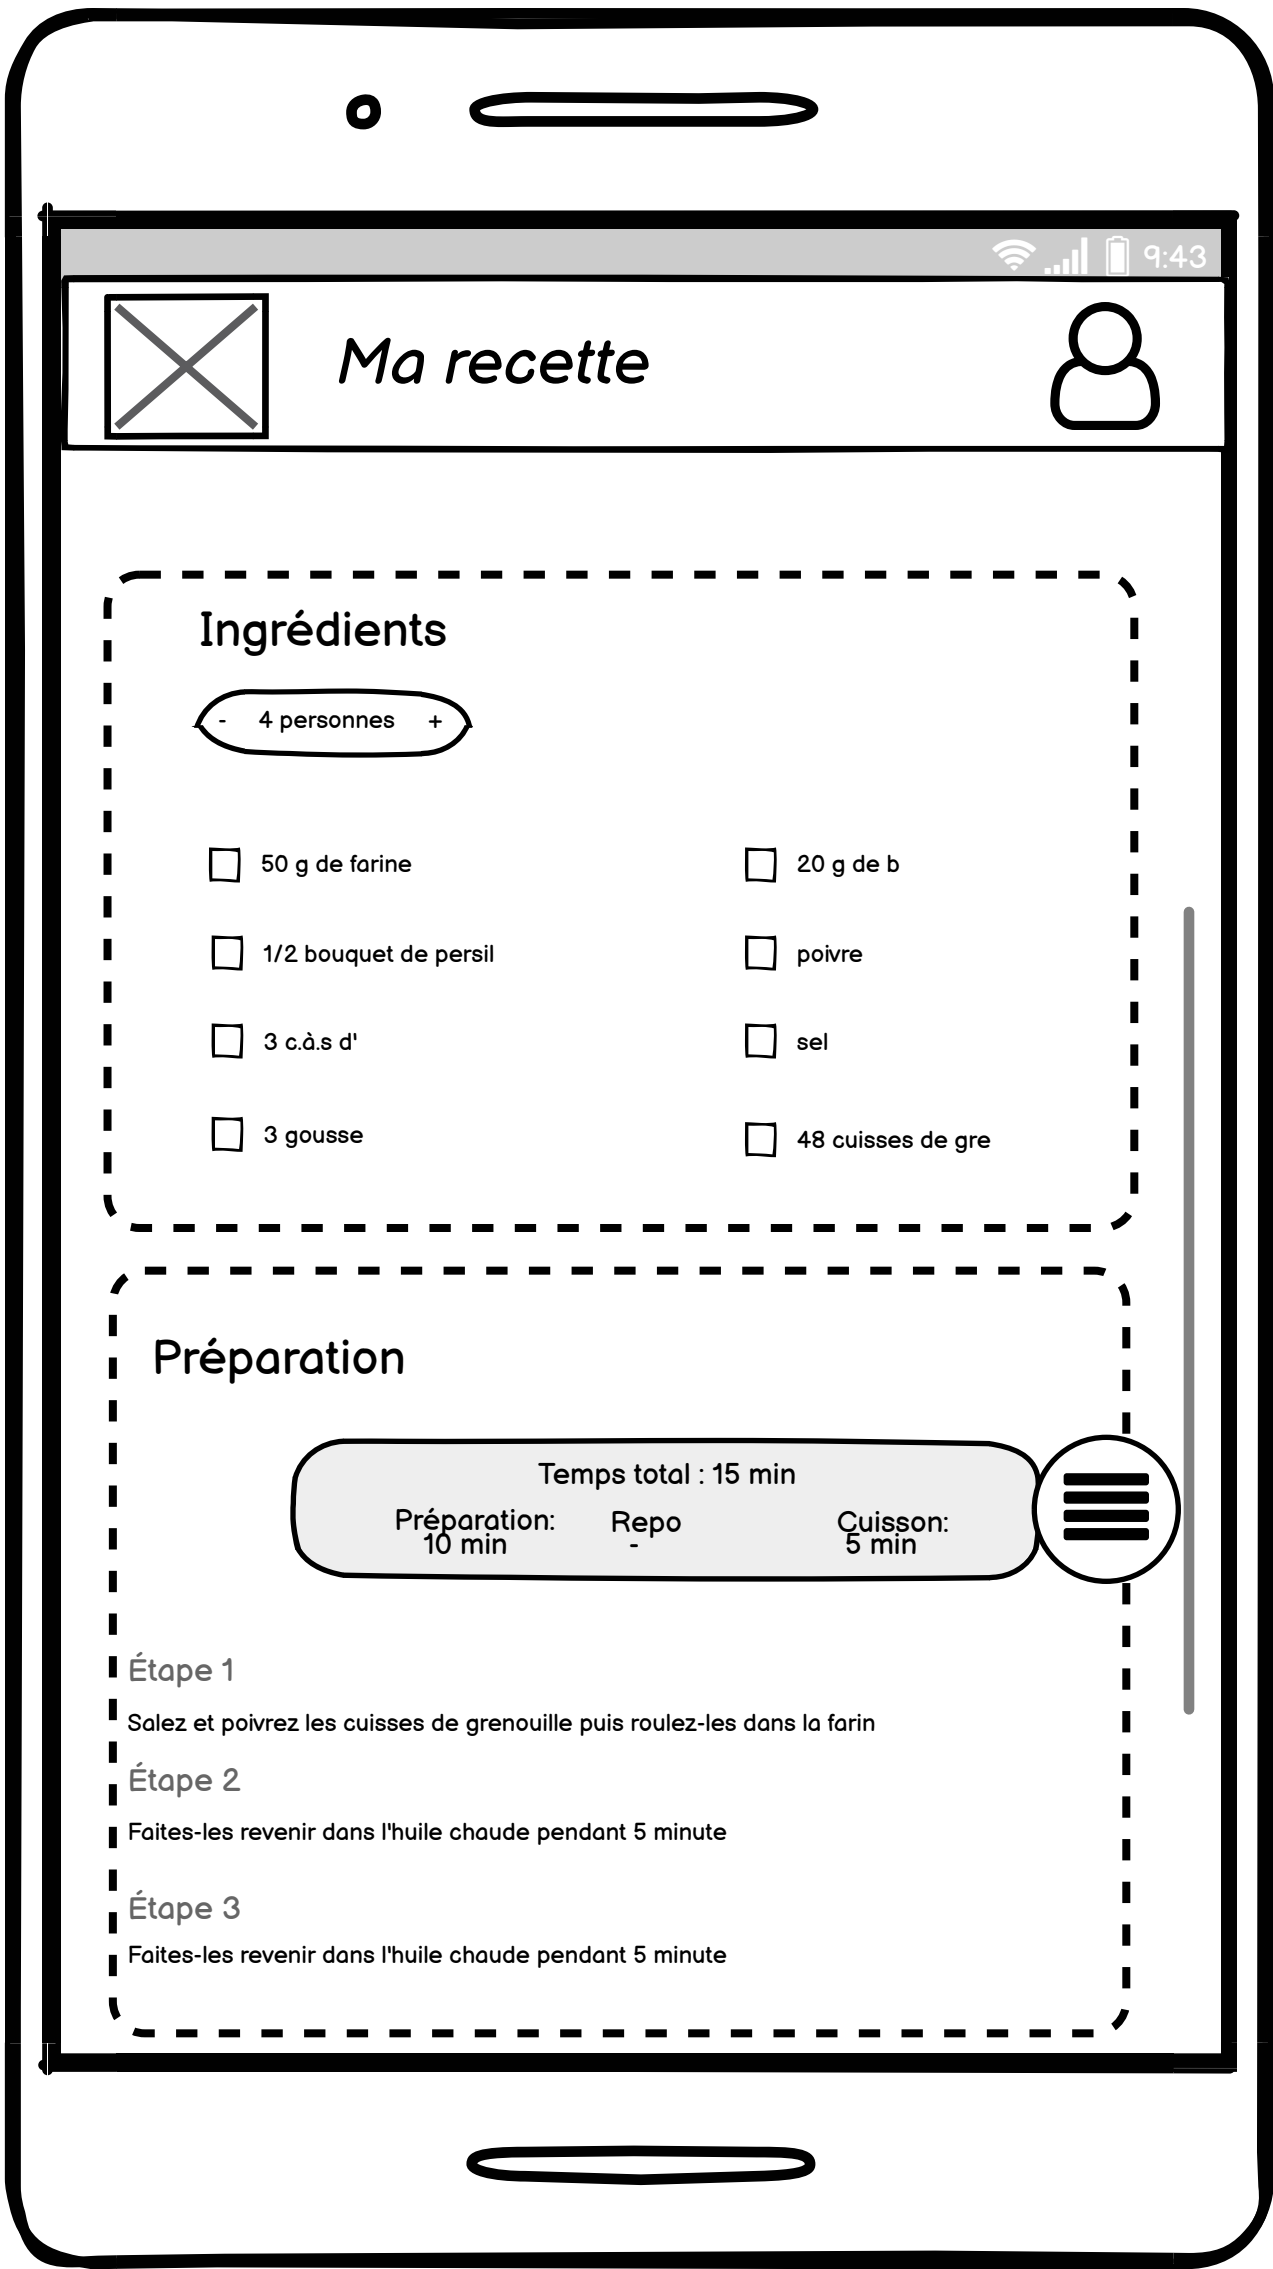 9:43
Ma recette
Ingrédients
- 4 personnes +
50 g de farine
20 g de b
1/2 bouquet de persil
poivre
3 c.à.s d'
sel
3 gousse
48 cuisses de gre
Préparation
Temps total : 15 min
Préparation: Repo Cuisson:
10 min - 5 min
Étape 1
Salez et poivrez les cuisses de grenouille puis roulez-les dans la farin
Étape 2
Faites-les revenir dans l'huile chaude pendant 5 minute
Étape 3
Faites-les revenir dans l'huile chaude pendant 5 minute